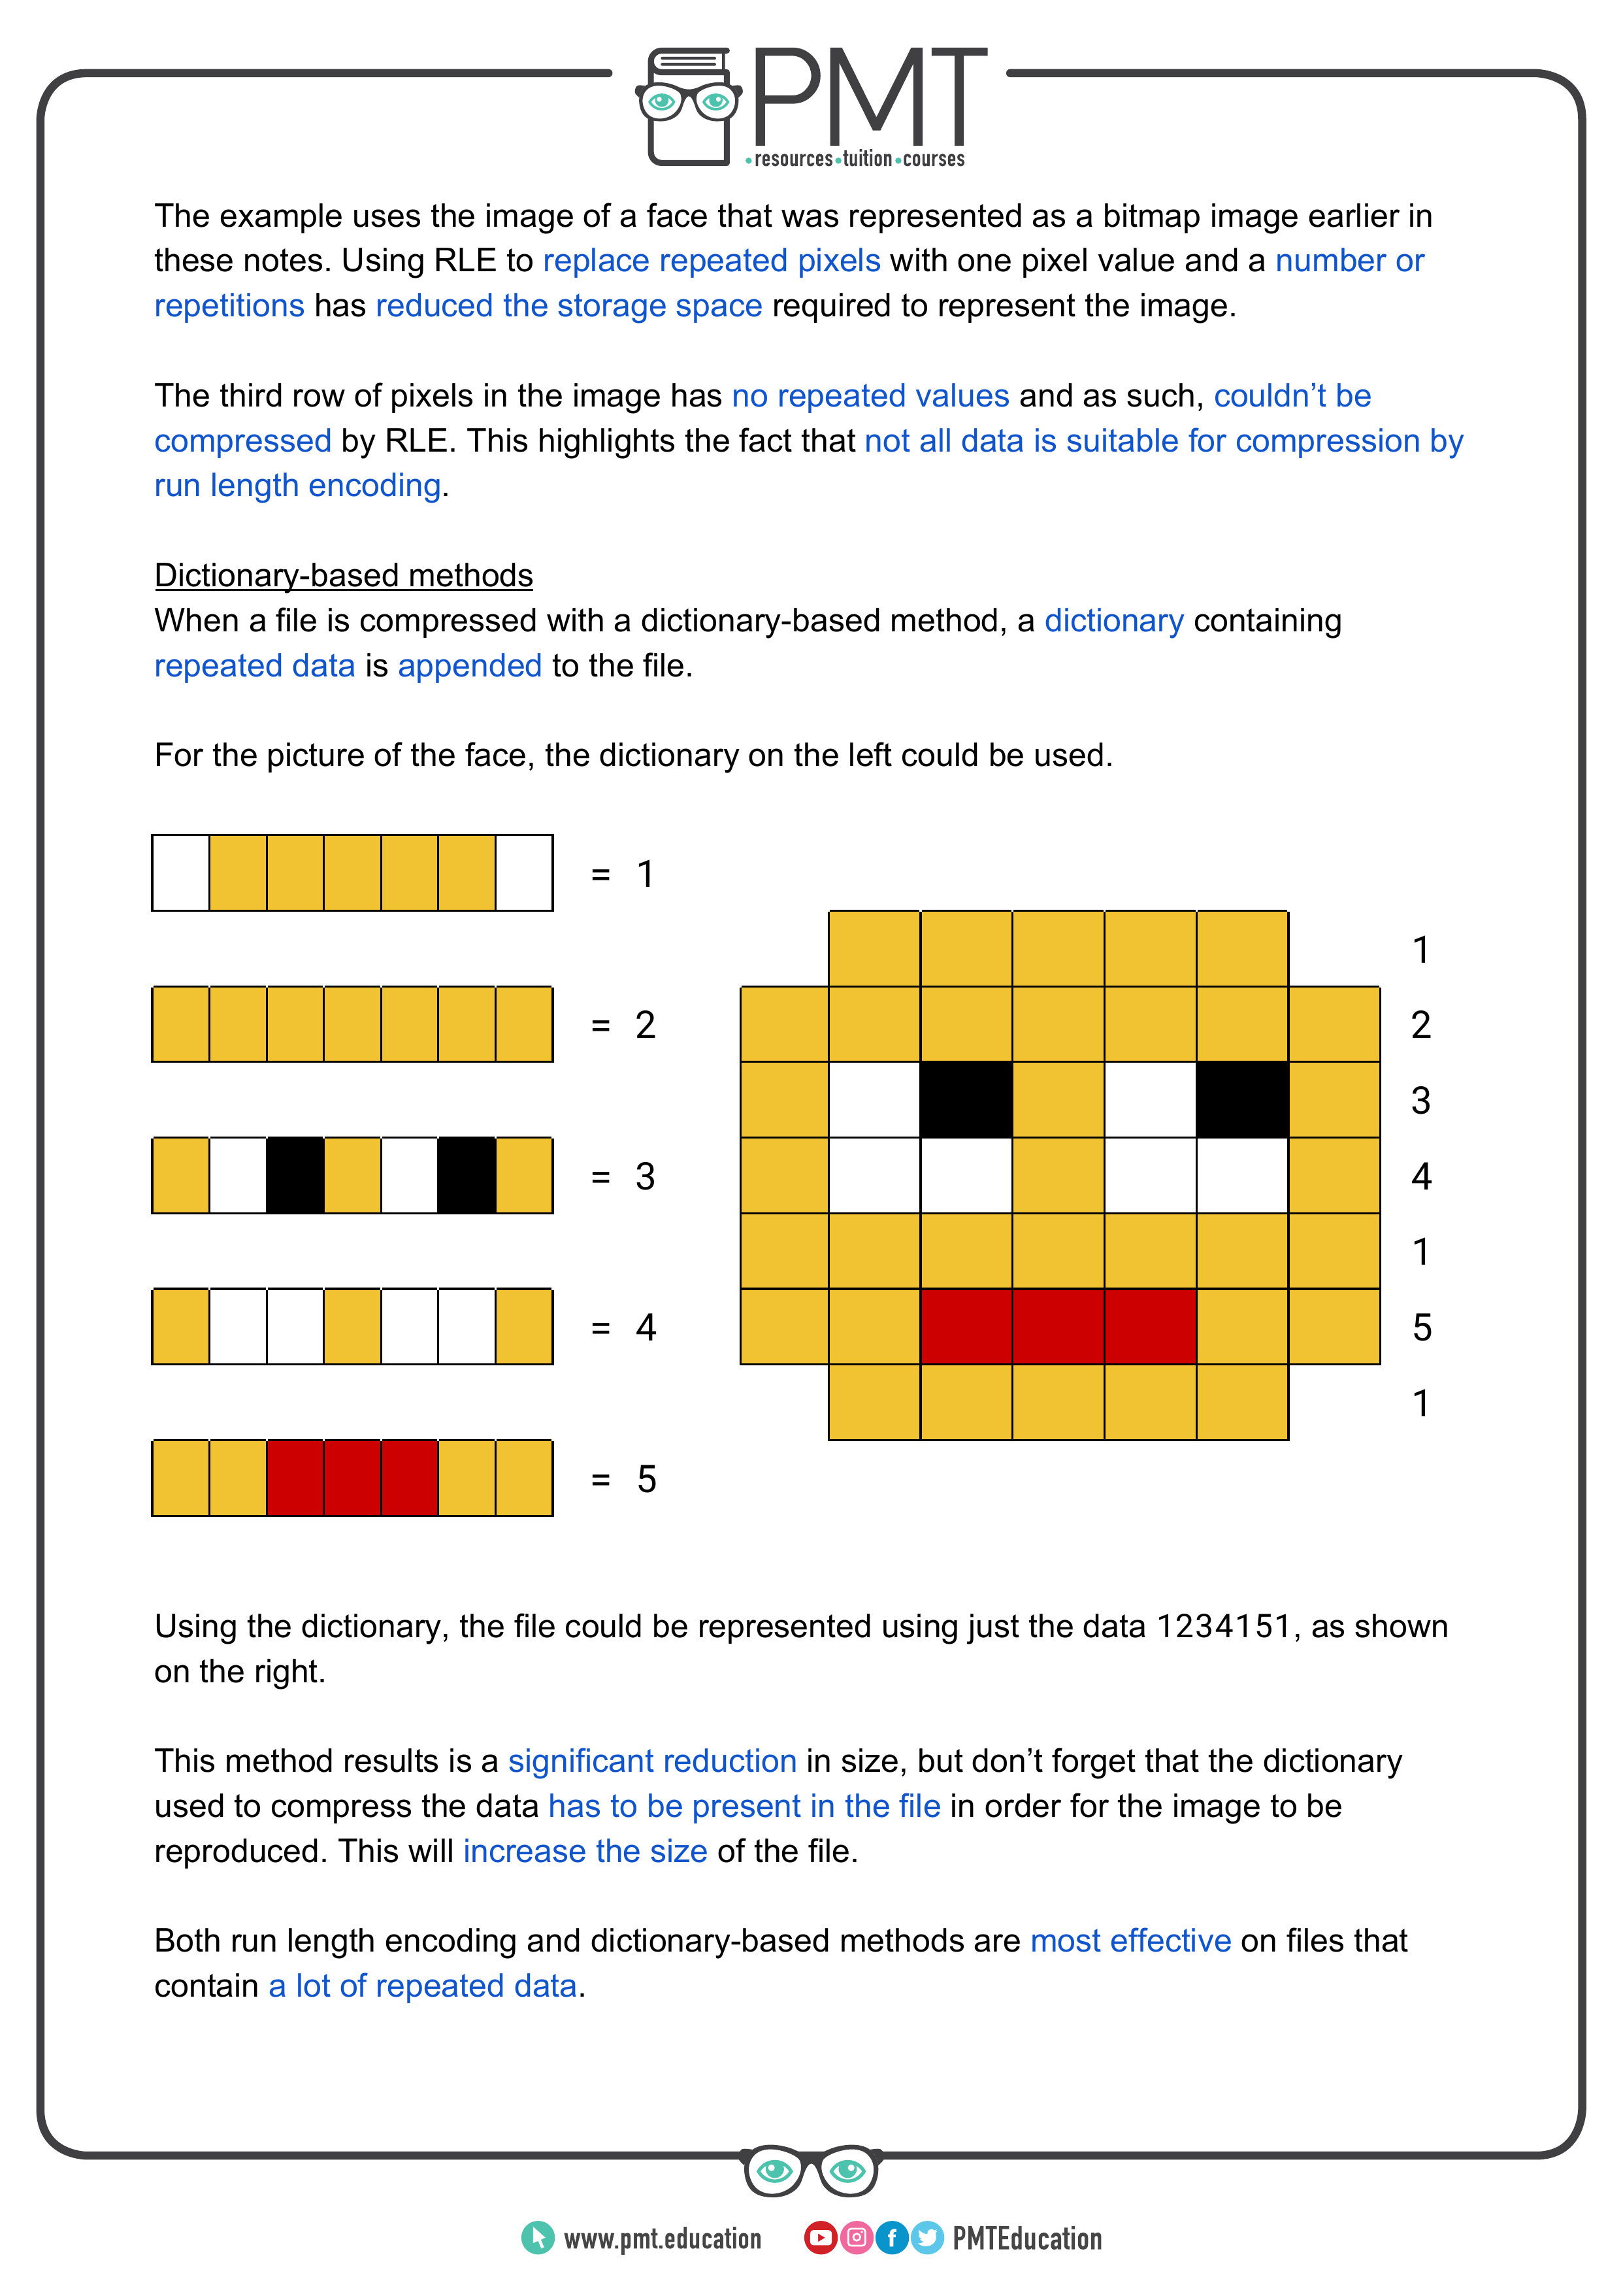 PMT
•resources•tuition•courses
The example uses the image of a face that was represented as a bitmap image earlier in
these notes. Using RLE to replace repeated pixels with one pixel value and a number or
repetitions has reduced the storage space required to represent the image.
The third row of pixels in the image has no repeated values and as such, couldn’t be
compressed by RLE. This highlights the fact that not all data is suitable for compression by
run length encoding.
Dictionary-based methods
When a file is compressed with a dictionary-based method, a dictionary containing
repeated data is appended to the file.
For the picture of the face, the dictionary on the left could be used.
= 1
= 2
= 3
= 4
= 5
1
2
3
4
1
5
1
Using the dictionary, the file could be represented using just the data 1234151, as shown
on the right.
This method results is a significant reduction in size, but don’t forget that the dictionary
used to compress the data has to be present in the file in order for the image to be
reproduced. This will increase the size of the file.
Both run length encoding and dictionary-based methods are most effective on files that
contain a lot of repeated data.
www.pmt.education
PMTEducation